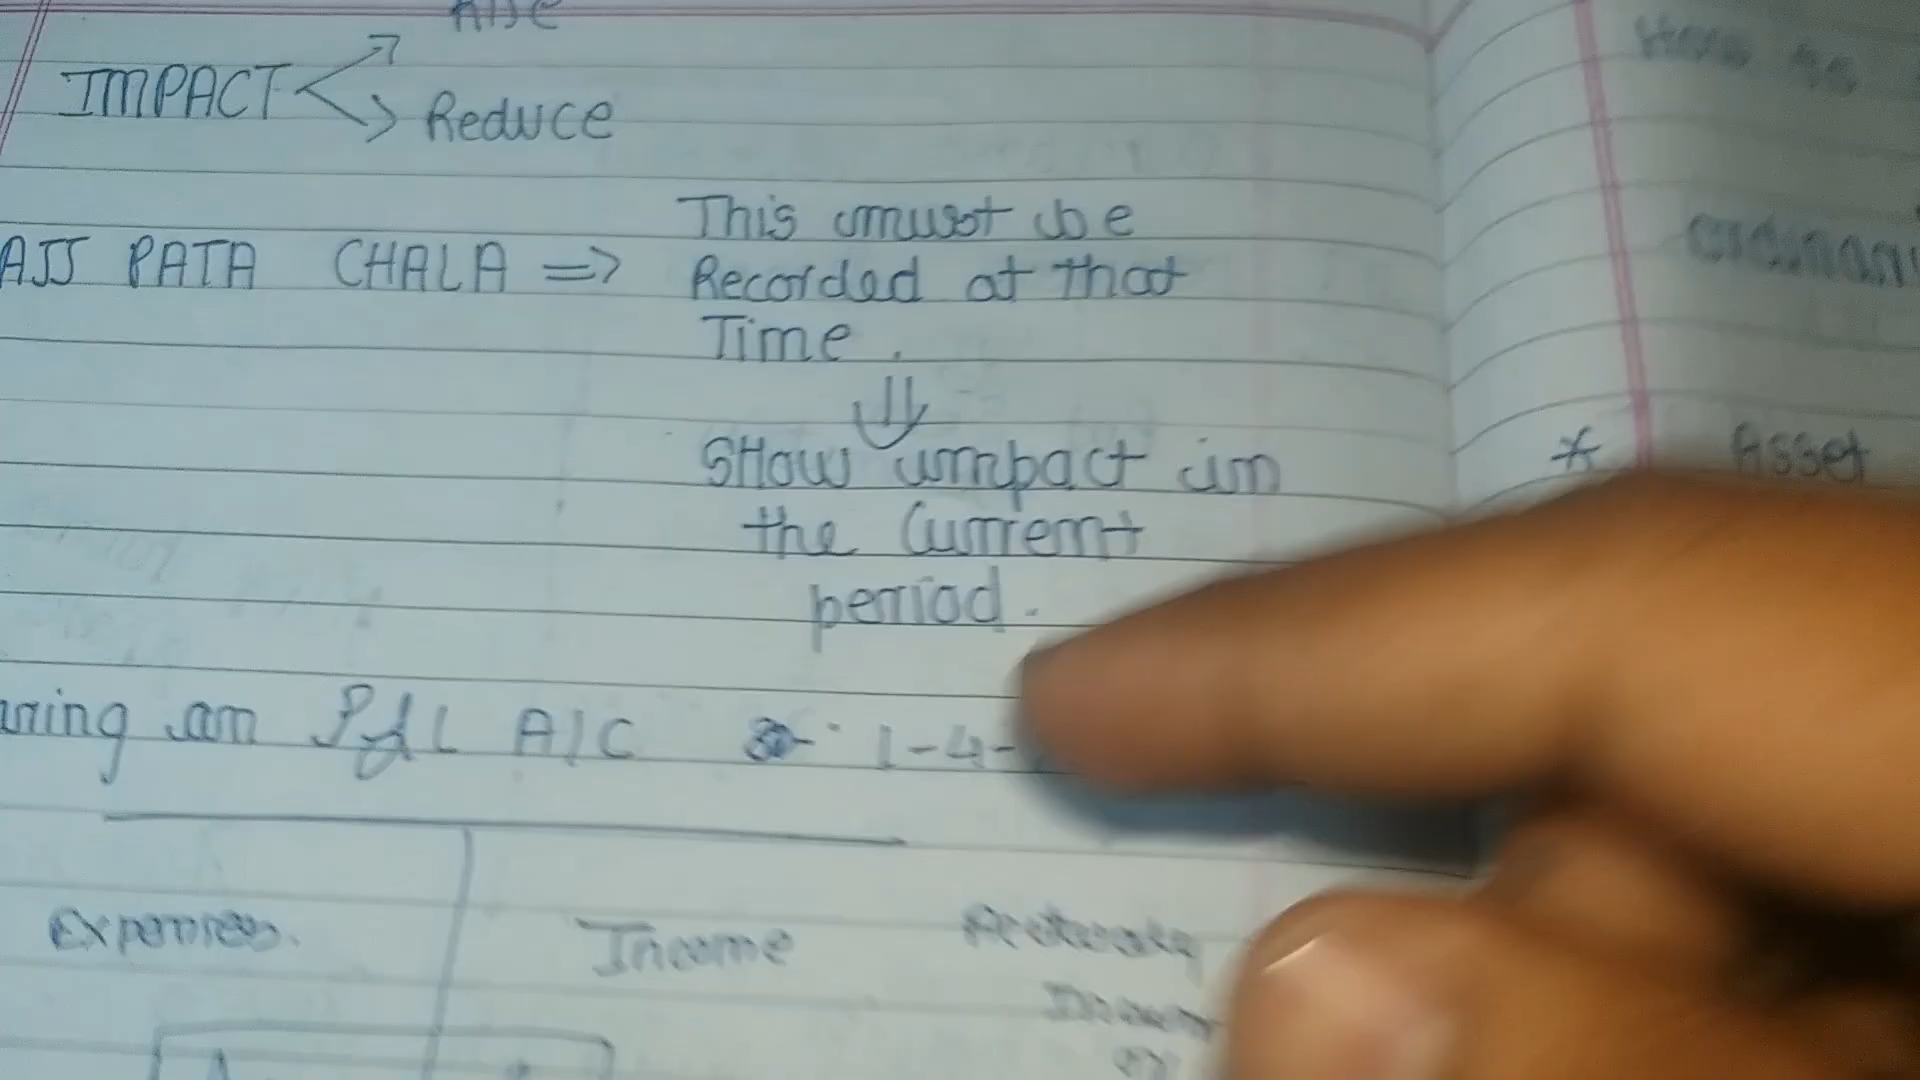 IMPACT
Reduce
AJJ PATA CHALA => This must be
Recorded at that
Time.
SHow impact in
the Current
period.
an P&L A/C 1-4-
Expenses.
Income
*
Asset